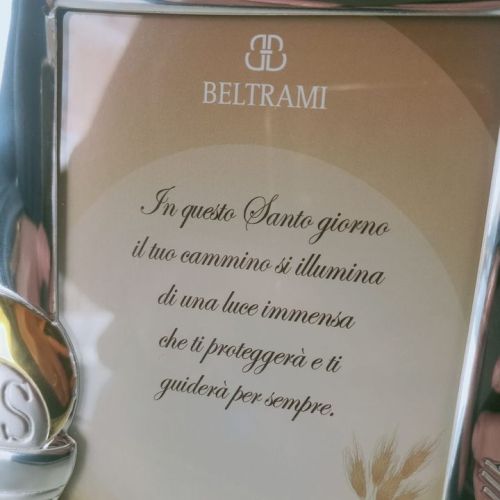 BELTRAMI
In questo Santo giorno
il tuo cammino si illumina
di una luce immensa
che ti proteggerà e ti
guiderà per sempre.
S